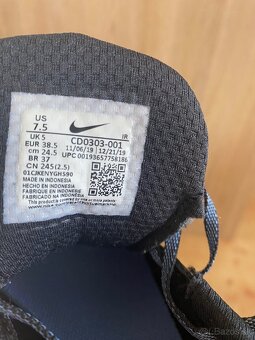 US
7.5
UK 5
EUR 38.5
cm 24.5
BR 37
CN 245(2.5)
IR
CD0303-001
11/06/19 12/21/19
UPC 00193657758186
01CJKENYGH590
MADE IN INDONESIA
HECHO EN INDONESIA
FABRIQUE EN INDONESIE
FABRICADO NA INDONESIA